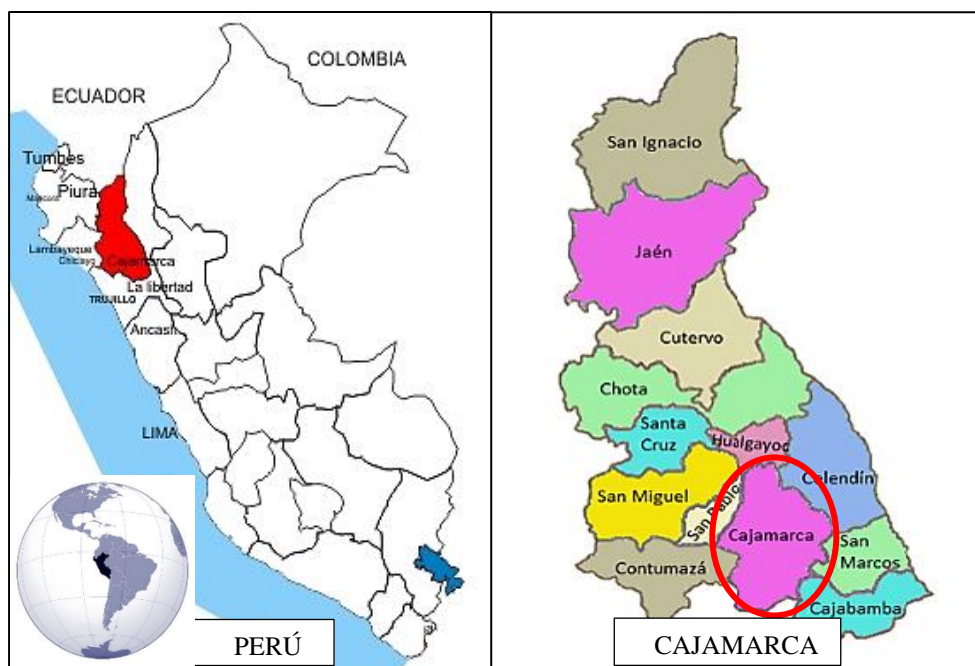 COLOMBIA
ECUADOR
Tumbes
Piura
Lambayeque
Chiclayo
Cajamarca
La libertad
TRUJILLO
Ancash
LIMA
PERÚ
San Ignacio
Jaén
Cutervo
Chota
Santa
Cruz
Hualgayoc
Celendín
San Miguel
San Pablo
Cajamarca
San
Marcos
Contumazá
Cajabamba
CAJAMARCA